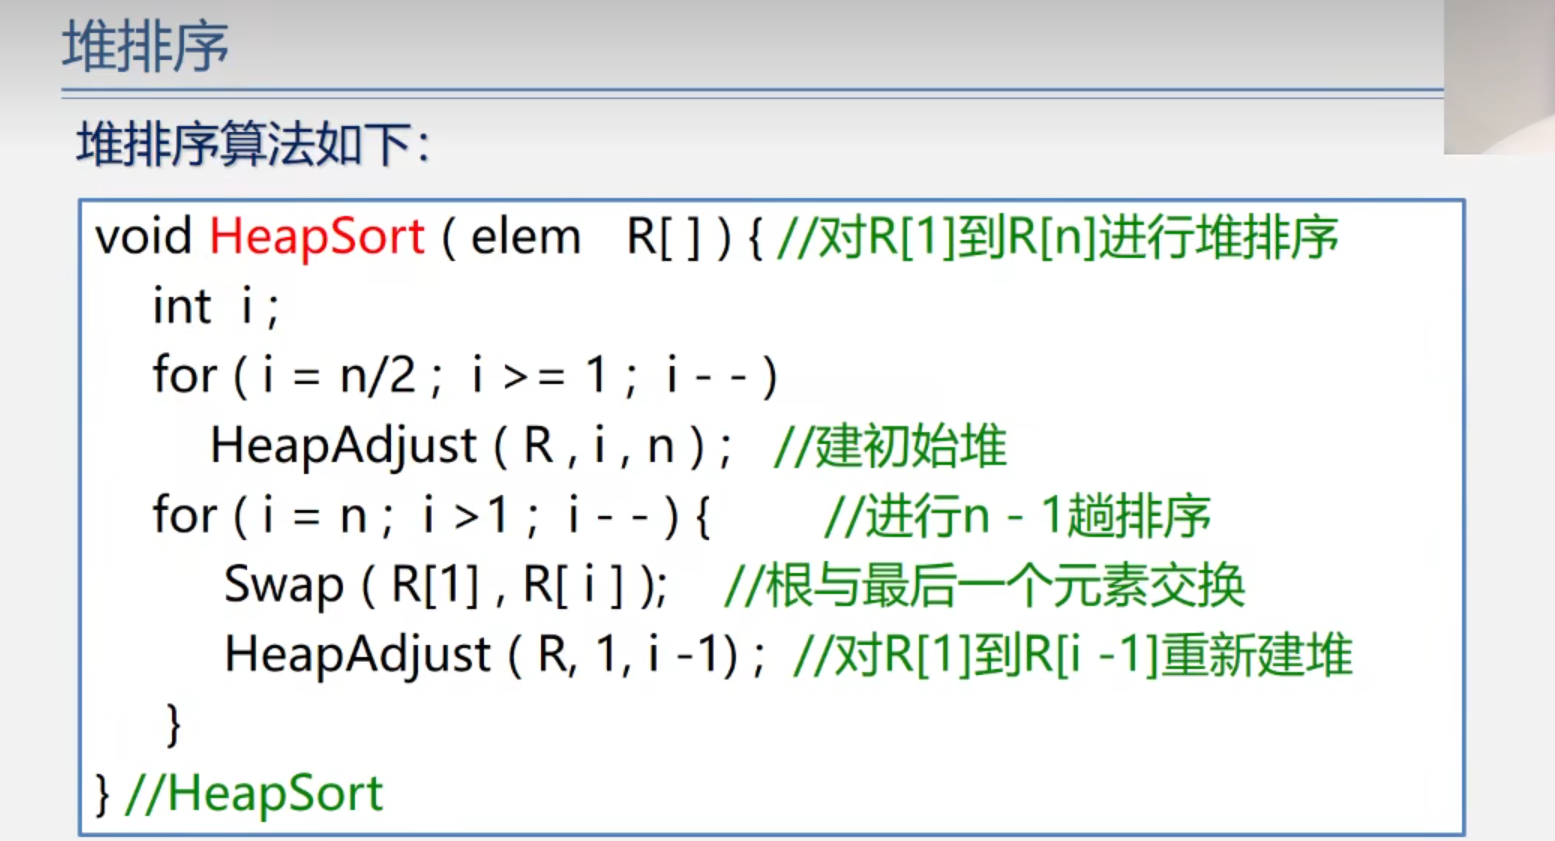 堆排序
堆排序算法如下：
void HeapSort ( elem R[ ] ) { //对R[1]到R[n]进行堆排序
int i ;
for ( i = n/2 ; i >= 1 ; i - - )
HeapAdjust ( R , i , n ) ; //建初始堆
for ( i = n ; i >1 ; i - - ) { //进行n - 1趟排序
Swap ( R[1] , R[ i ] ); //根与最后一个元素交换
HeapAdjust ( R, 1, i -1) ; //对R[1]到R[i -1]重新建堆
}
} //HeapSort